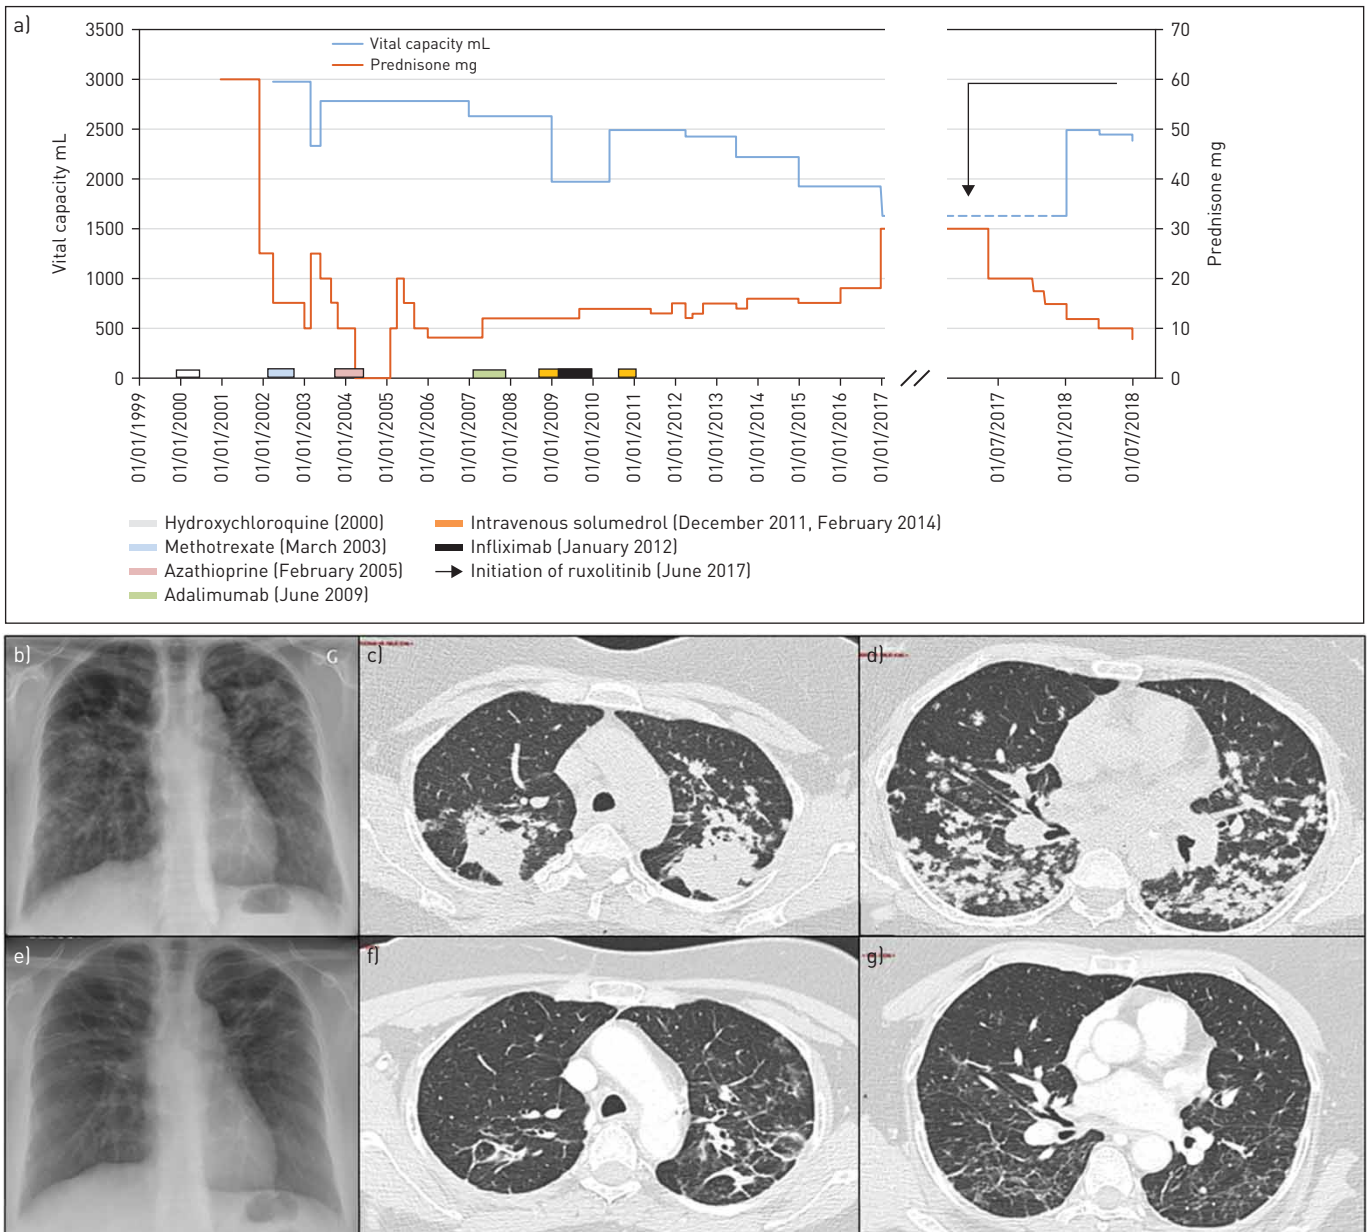 a)
3500
3000
2500
2000
1500
1000
500
0
Vital capacity mL
Vital capacity mL
Prednisone mg
70
60
50
40
30
20
10
0
Prednisone mg
01/01/1999
01/01/2000
01/01/2001
01/01/2002
01/01/2003
01/01/2004
01/01/2005
01/01/2006
01/01/2007
01/01/2008
01/01/2009
01/01/2010
01/01/2011
01/01/2012
01/01/2013
01/01/2014
01/01/2015
01/01/2016
01/01/2017
01/07/2017
01/01/2018
01/07/2018
Hydroxychloroquine (2000)
Methotrexate (March 2003)
Azathioprine (February 2005)
Adalimumab (June 2009)
Intravenous solumedrol (December 2011, February 2014)
Infliximab (January 2012)
Initiation of ruxolitinib (June 2017)
b)
G
c)
d)
e)
f)
g)